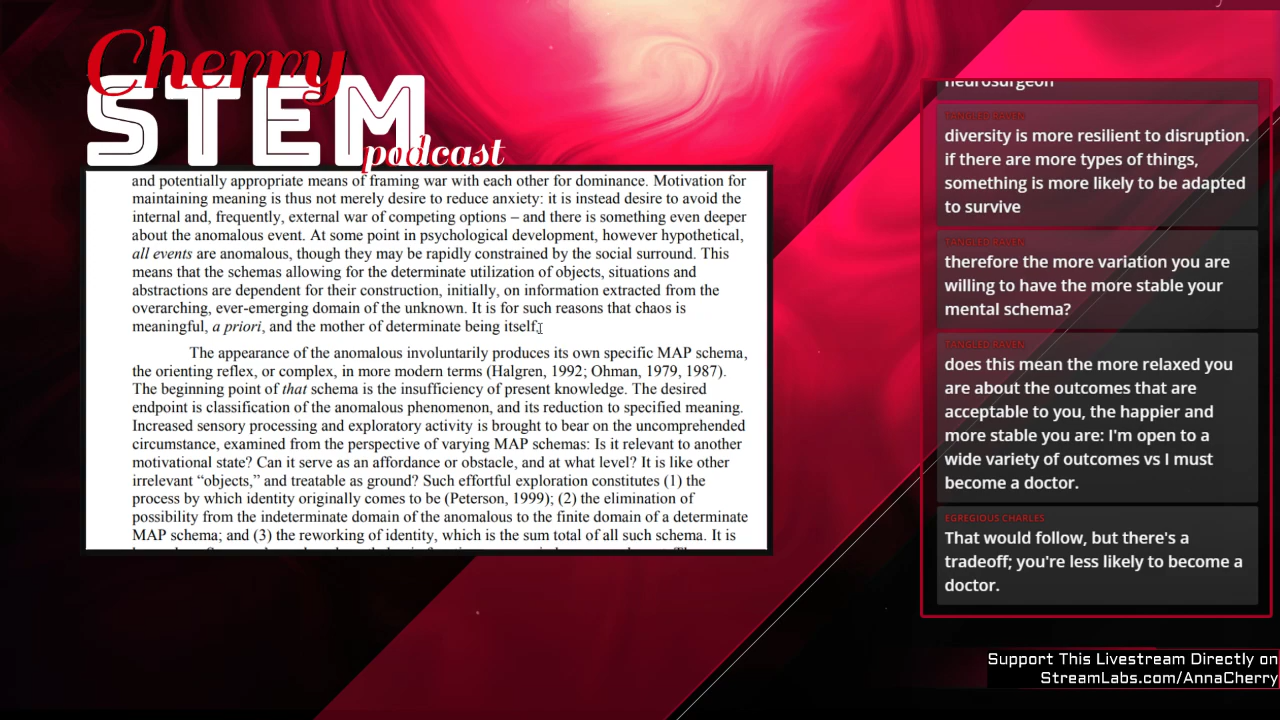 Cherry
STEM
podcast
and potentially appropriate means of framing war with each other for dominance. Motivation for
maintaining meaning is thus not merely desire to reduce anxiety: it is instead desire to avoid the
internal and, frequently, external war of competing options – and there is something even deeper
about the anomalous event. At some point in psychological development, however hypothetical,
all events are anomalous, though they may be rapidly constrained by the social surround. This
means that the schemas allowing for the determinate utilization of objects, situations and
abstractions are dependent for their construction, initially, on information extracted from the
overarching, ever-emerging domain of the unknown. It is for such reasons that chaos is
meaningful, a priori, and the mother of determinate being itself.
The appearance of the anomalous involuntarily produces its own specific MAP schema,
the orienting reflex, or complex, in more modern terms (Halgren, 1992; Ohman, 1979, 1987).
The beginning point of that schema is the insufficiency of present knowledge. The desired
endpoint is classification of the anomalous phenomenon, and its reduction to specified meaning.
Increased sensory processing and exploratory activity is brought to bear on the uncomprehended
circumstance, examined from the perspective of varying MAP schemas: Is it relevant to another
motivational state? Can it serve as an affordance or obstacle, and at what level? It is like other
irrelevant “objects,” and treatable as ground? Such effortful exploration constitutes (1) the
process by which identity originally comes to be (Peterson, 1999); (2) the elimination of
possibility from the indeterminate domain of the anomalous to the finite domain of a determinate
MAP schema; and (3) the reworking of identity, which is the sum total of all such schema. It is
neurosurgeon
TANGLED RAVEN
diversity is more resilient to disruption.
if there are more types of things,
something is more likely to be adapted
to survive
TANGLED RAVEN
therefore the more variation you are
willing to have the more stable your
mental schema?
TANGLED RAVEN
does this mean the more relaxed you
are about the outcomes that are
acceptable to you, the happier and
more stable you are: I'm open to a
wide variety of outcomes vs I must
become a doctor.
EGREGIOUS CHARLES
That would follow, but there's a
tradeoff; you're less likely to become a
doctor.
Support This Livestream Directly on
StreamLabs.com/AnnaCherry